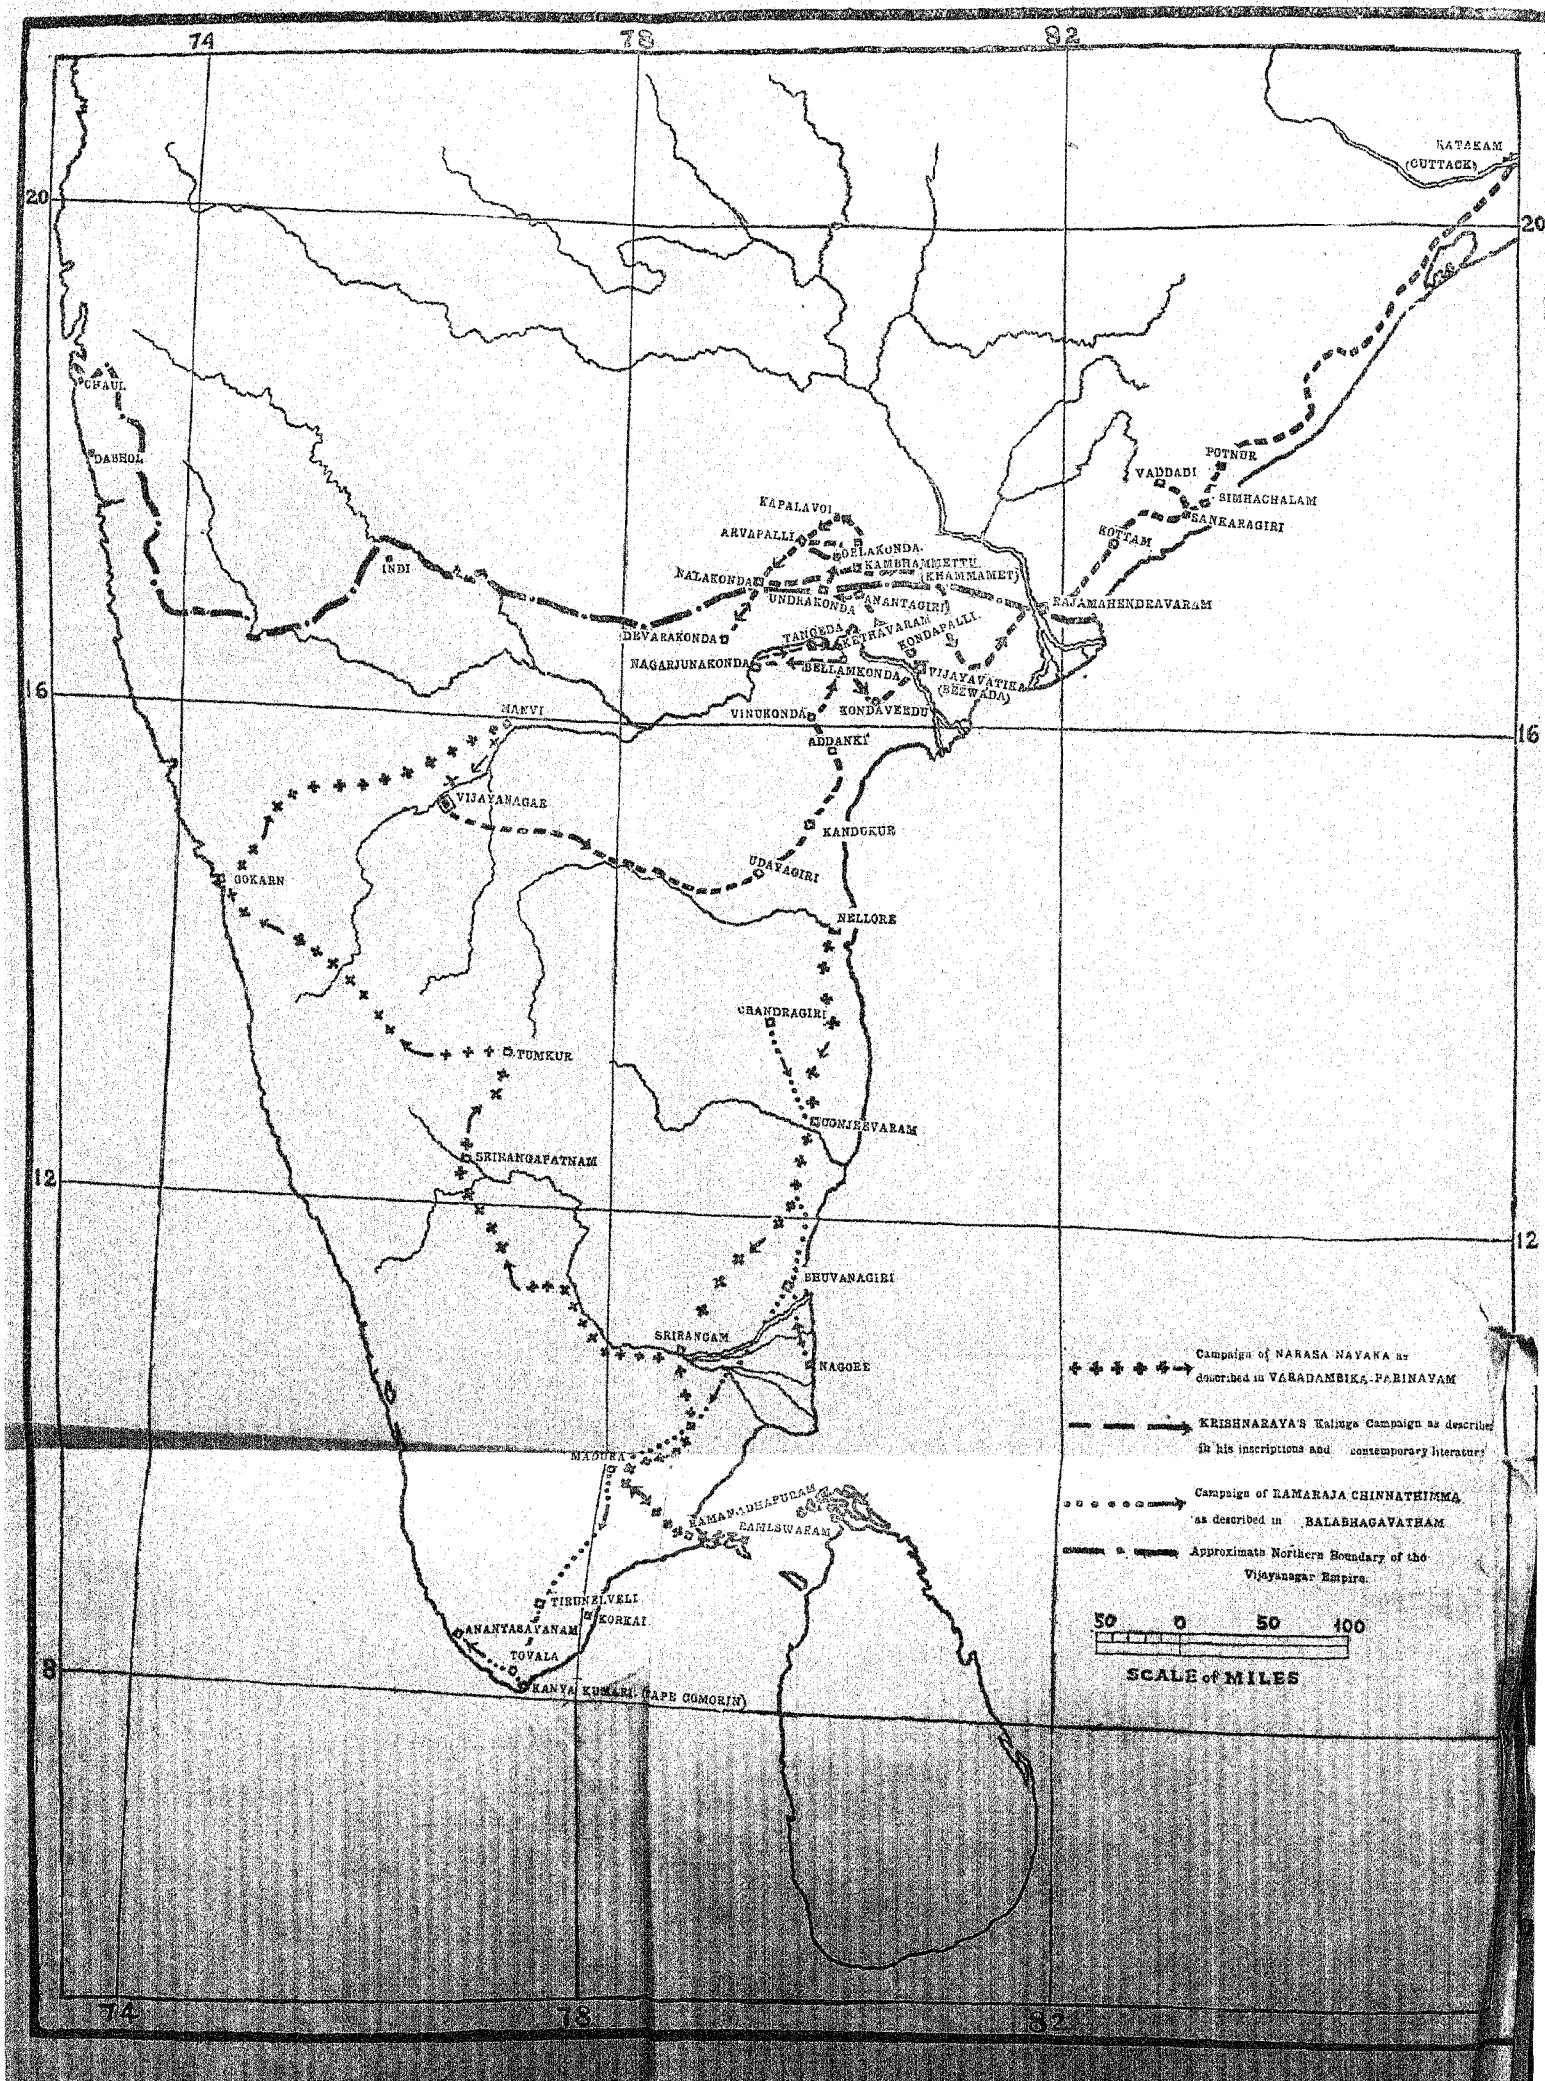 74 78 82
KATAKAM
(CUTTACK)
20 20
CHAUL
DABHOL
POTNUR
VADDADI
SIMHACHALAM
SANKARAGIRI
KOTTAM
KAPALAVOI
ARVAPALLI
ORLAKONDA
INDI
KAMBHAMMETTU
(KHAMMAMET)
NALAKONDA
UNDRAKONDA
ANANTAGIRI
RAJAMAHENDRAVARAM
DEVARAKONDA
TANGEDA
KETHAVARAM
KONDAPALLI
NAGARJUNAKONDA
BELLAMKONDA
VIJAYAVATIKA
(BEZWADA)
16 16
MANVI
VINUKONDA
KONDAVEEDU
ADDANKI
VIJAYANAGAR
KANDUKUR
UDAYAGIRI
GOKARN
NELLORE
CHANDRAGIRI
TUMKUR
CONJEEVARAM
SRIRANGAPATNAM
12 12
BHUVANAGIRI
SRIRANGAM
NAGORE
Campaign of NARASA NAYAKA as
described in VARADAMBIKA-PARINAYAM
KRISHNARAYA'S Kalinga Campaign as describe
in his inscriptions and contemporary literature
MADURA
RAMANADHAPURAM
RAMESWARAM
Campaign of RAMARAJA CHINNATHIMMA
as described in BALABHAGAVATHAM
Approximate Northern Boundary of the
Vijayanagar Empire.
TIRUNELVELI
KORKAI
ANANTASAYANAM
TOVALA
50 0 50 100
SCALE of MILES
8
KANYA KUMARI (CAPE COMORIN)
74 78 82